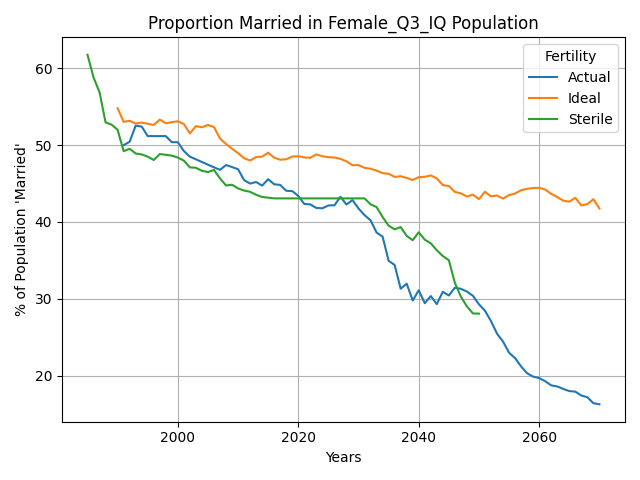 Proportion Married in Female_Q3_IQ Population
% of Population 'Married'
60
50
40
30
20
Fertility
Actual
Ideal
Sterile
2000
2020
2040
2060
Years